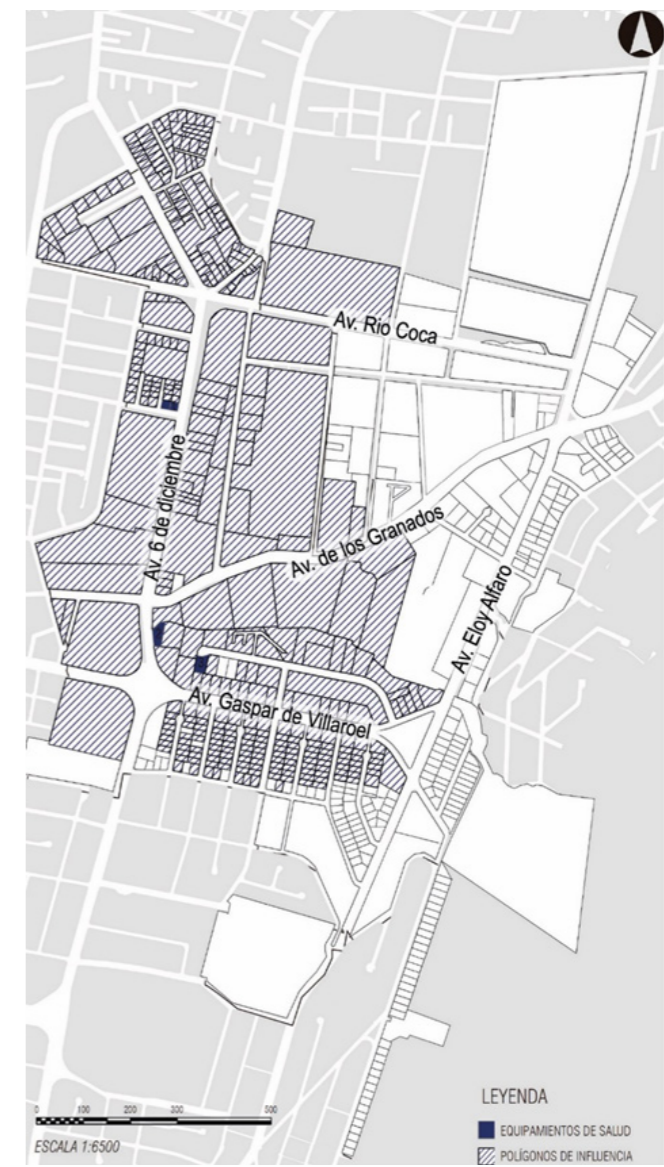 Av. Rio Coca
Av. 6 de diciembre
Av. de los Granados
Av. Eloy Alfaro
Av. Gaspar de Villaroel
LEYENDA
EQUIPAMIENTOS DE SALUD
POLÍGONOS DE INFLUENCIA
0 100 200 300 500
ESCALA 1:6500